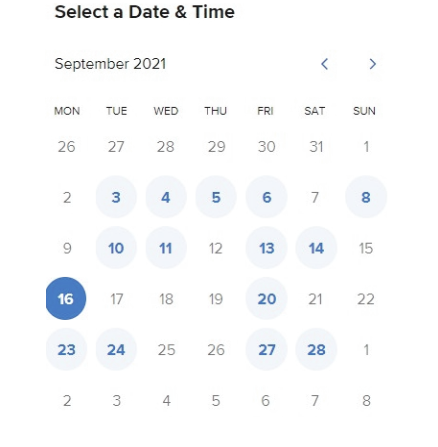 Select a Date & Time
September 2021
MON TUE WED THU FRI SAT SUN
26 27 28 29 30 31 1
2 3 4 5 6 7 8
9 10 11 12 13 14 15
16 17 18 19 20 21 22
23 24 25 26 27 28 1
2 3 4 5 6 7 8